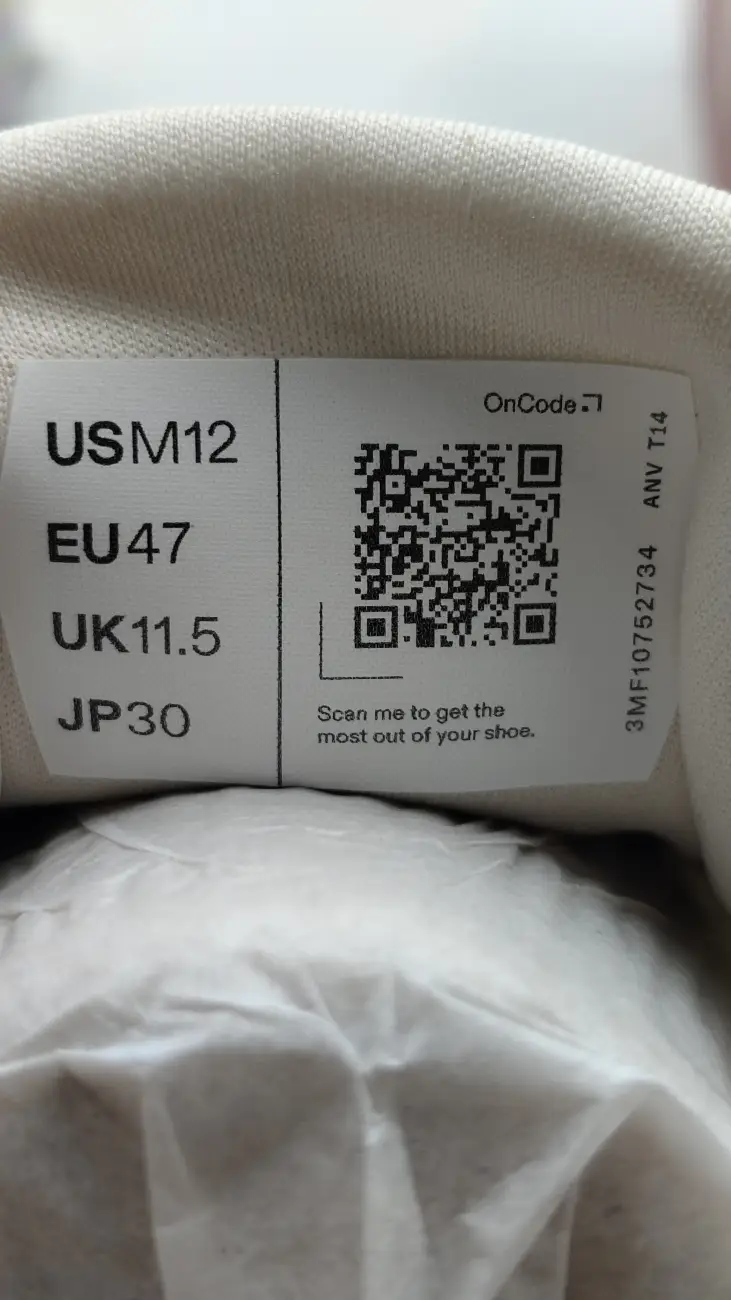 USM12
EU47
UK11.5
JP30
OnCode
Scan me to get the
most out of your shoe.
3MF10752734 ANV T14